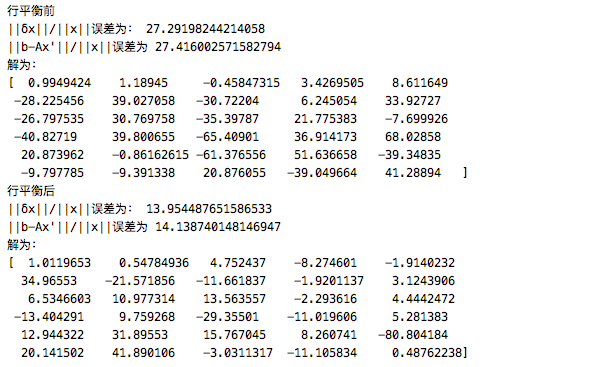 行平衡前
||δx||/||x||误差为： 27.29198244214058
||b-Ax'||/||x||误差为 27.416002571582794
解为：
[  0.9949424    1.18945     -0.45847315   3.4269505    8.611649
 -28.225456    39.027058   -30.72204      6.245054    33.92727
 -26.797535    30.769758   -35.39787     21.775383    -7.699926
 -40.82719     39.800655   -65.40901     36.914173    68.02858
  20.873962    -0.86162615 -61.376556    51.636658   -39.34835
  -9.797785    -9.391338    20.876055   -39.049664    41.28894   ]
行平衡后
||δx||/||x||误差为： 13.954487651586533
||b-Ax'||/||x||误差为 14.138740148146947
解为：
[  1.0119653    0.54784936   4.752437    -8.274601    -1.9140232
  34.96553    -21.571856   -11.661837    -1.9201137    3.1243906
   6.5346603   10.977314    13.563557    -2.293616     4.4442472
 -13.404291     9.759268   -29.35501    -11.019606     5.281383
  12.944322    31.89553     15.767045     8.260741   -80.804184
  20.141502    41.890106    -3.0311317  -11.105834     0.48762238]